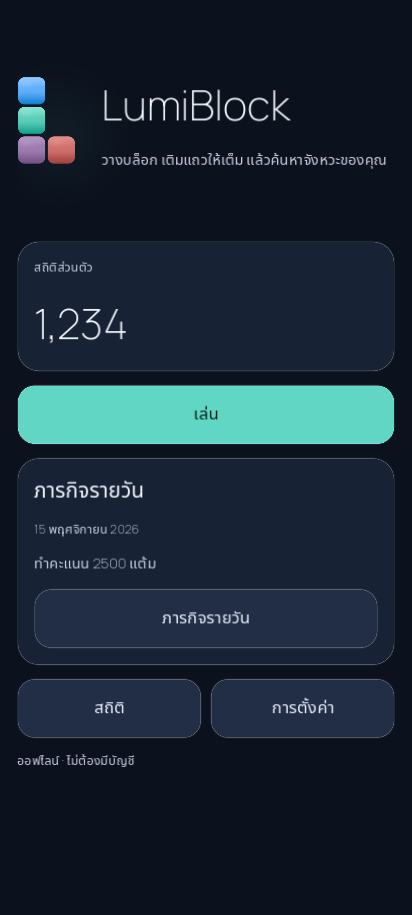 LumiBlock
วางบล็อก เติมแถวให้เต็ม แล้วค้นหาจังหวะของคุณ
สถิติส่วนตัว
1,234
เล่น
ภารกิจรายวัน
15 พฤศจิกายน 2026
ทำคะแนน 2500 แต้ม
ภารกิจรายวัน
สถิติ
การตั้งค่า
ออฟไลน์ · ไม่ต้องมีบัญชี